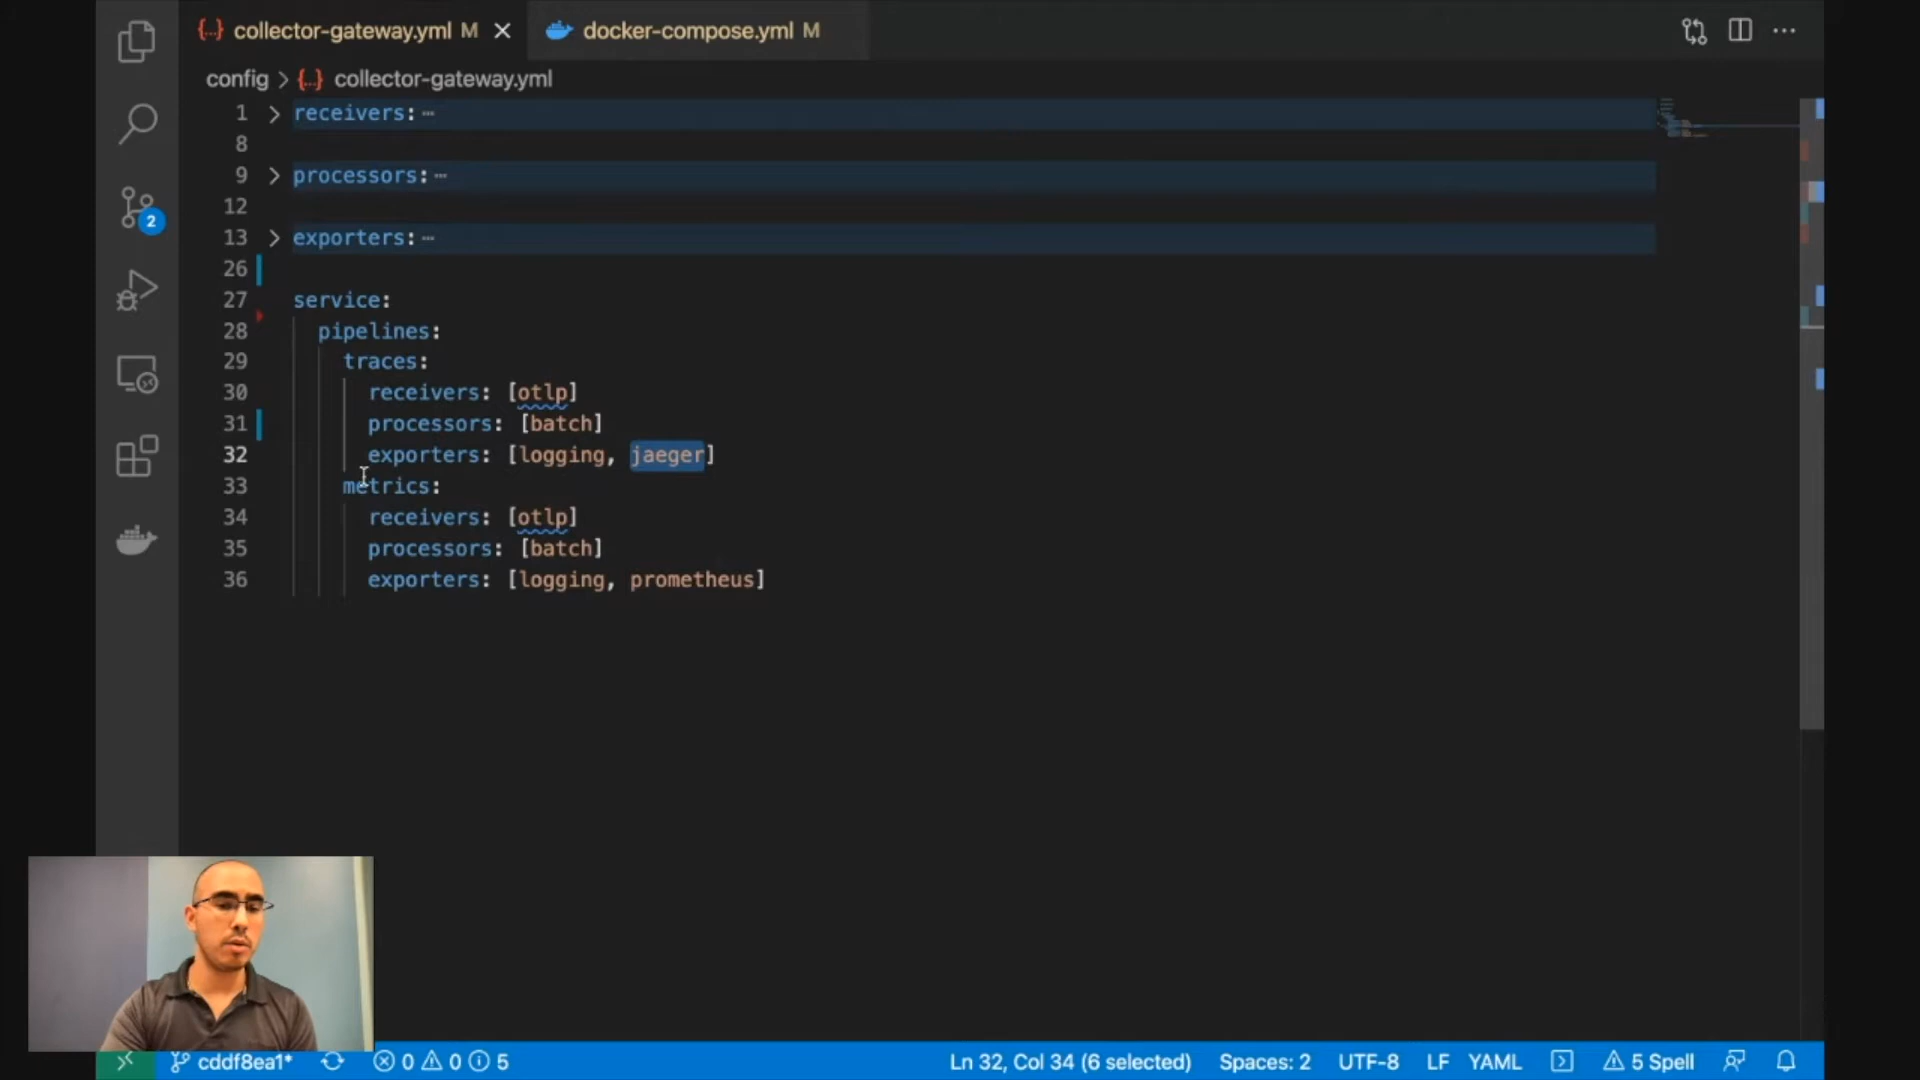 collector-gateway.yml M
docker-compose.yml M
config > collector-gateway.yml
1 receivers:
8
9 processors:
12
13 exporters:
26
27 service:
28 pipelines:
29 traces:
30 receivers: [otlp]
31 processors: [batch]
32 exporters: [logging, jaeger]
33 metrics:
34 receivers: [otlp]
35 processors: [batch]
36 exporters: [logging, prometheus]
2
cddf8ea1* 0 0 5 Ln 32, Col 34 (6 selected) Spaces: 2 UTF-8 LF YAML 5 Spell